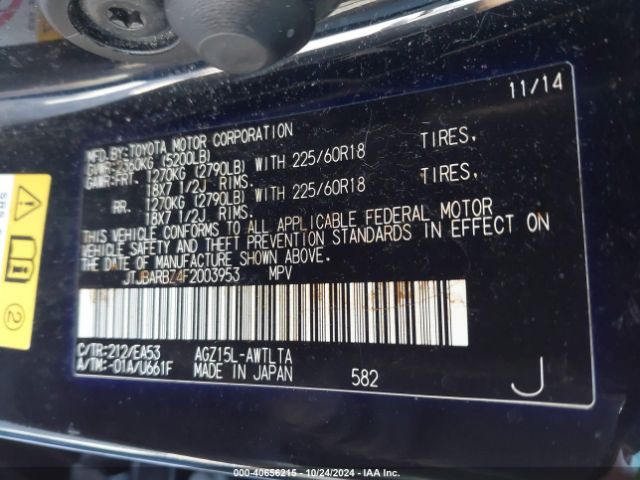 11/14
MFD.BY:TOYOTA MOTOR CORPORATION
(5200LB)
GAWR-FRT. 1270KG (2790LB) WITH 225/60R18 TIRES,
18X7 1/2J RIMS.
RR. 1270KG (2790LB) WITH 225/60R18 TIRES,
18X7 1/2J RIMS.
THIS VEHICLE CONFORMS TO ALL APPLICABLE FEDERAL MOTOR
VEHICLE SAFETY AND THEFT PREVENTION STANDARDS IN EFFECT ON
THE DATE OF MANUFACTURE SHOWN ABOVE.
JTJBARBZ4F2003953 MPV
C/TR:212/EA53 AGZ15L-AWTLTA
A/TM:-01A/U661F MADE IN JAPAN 582 J
2
000-40656215 - 10/24/2024 - IAA Inc.